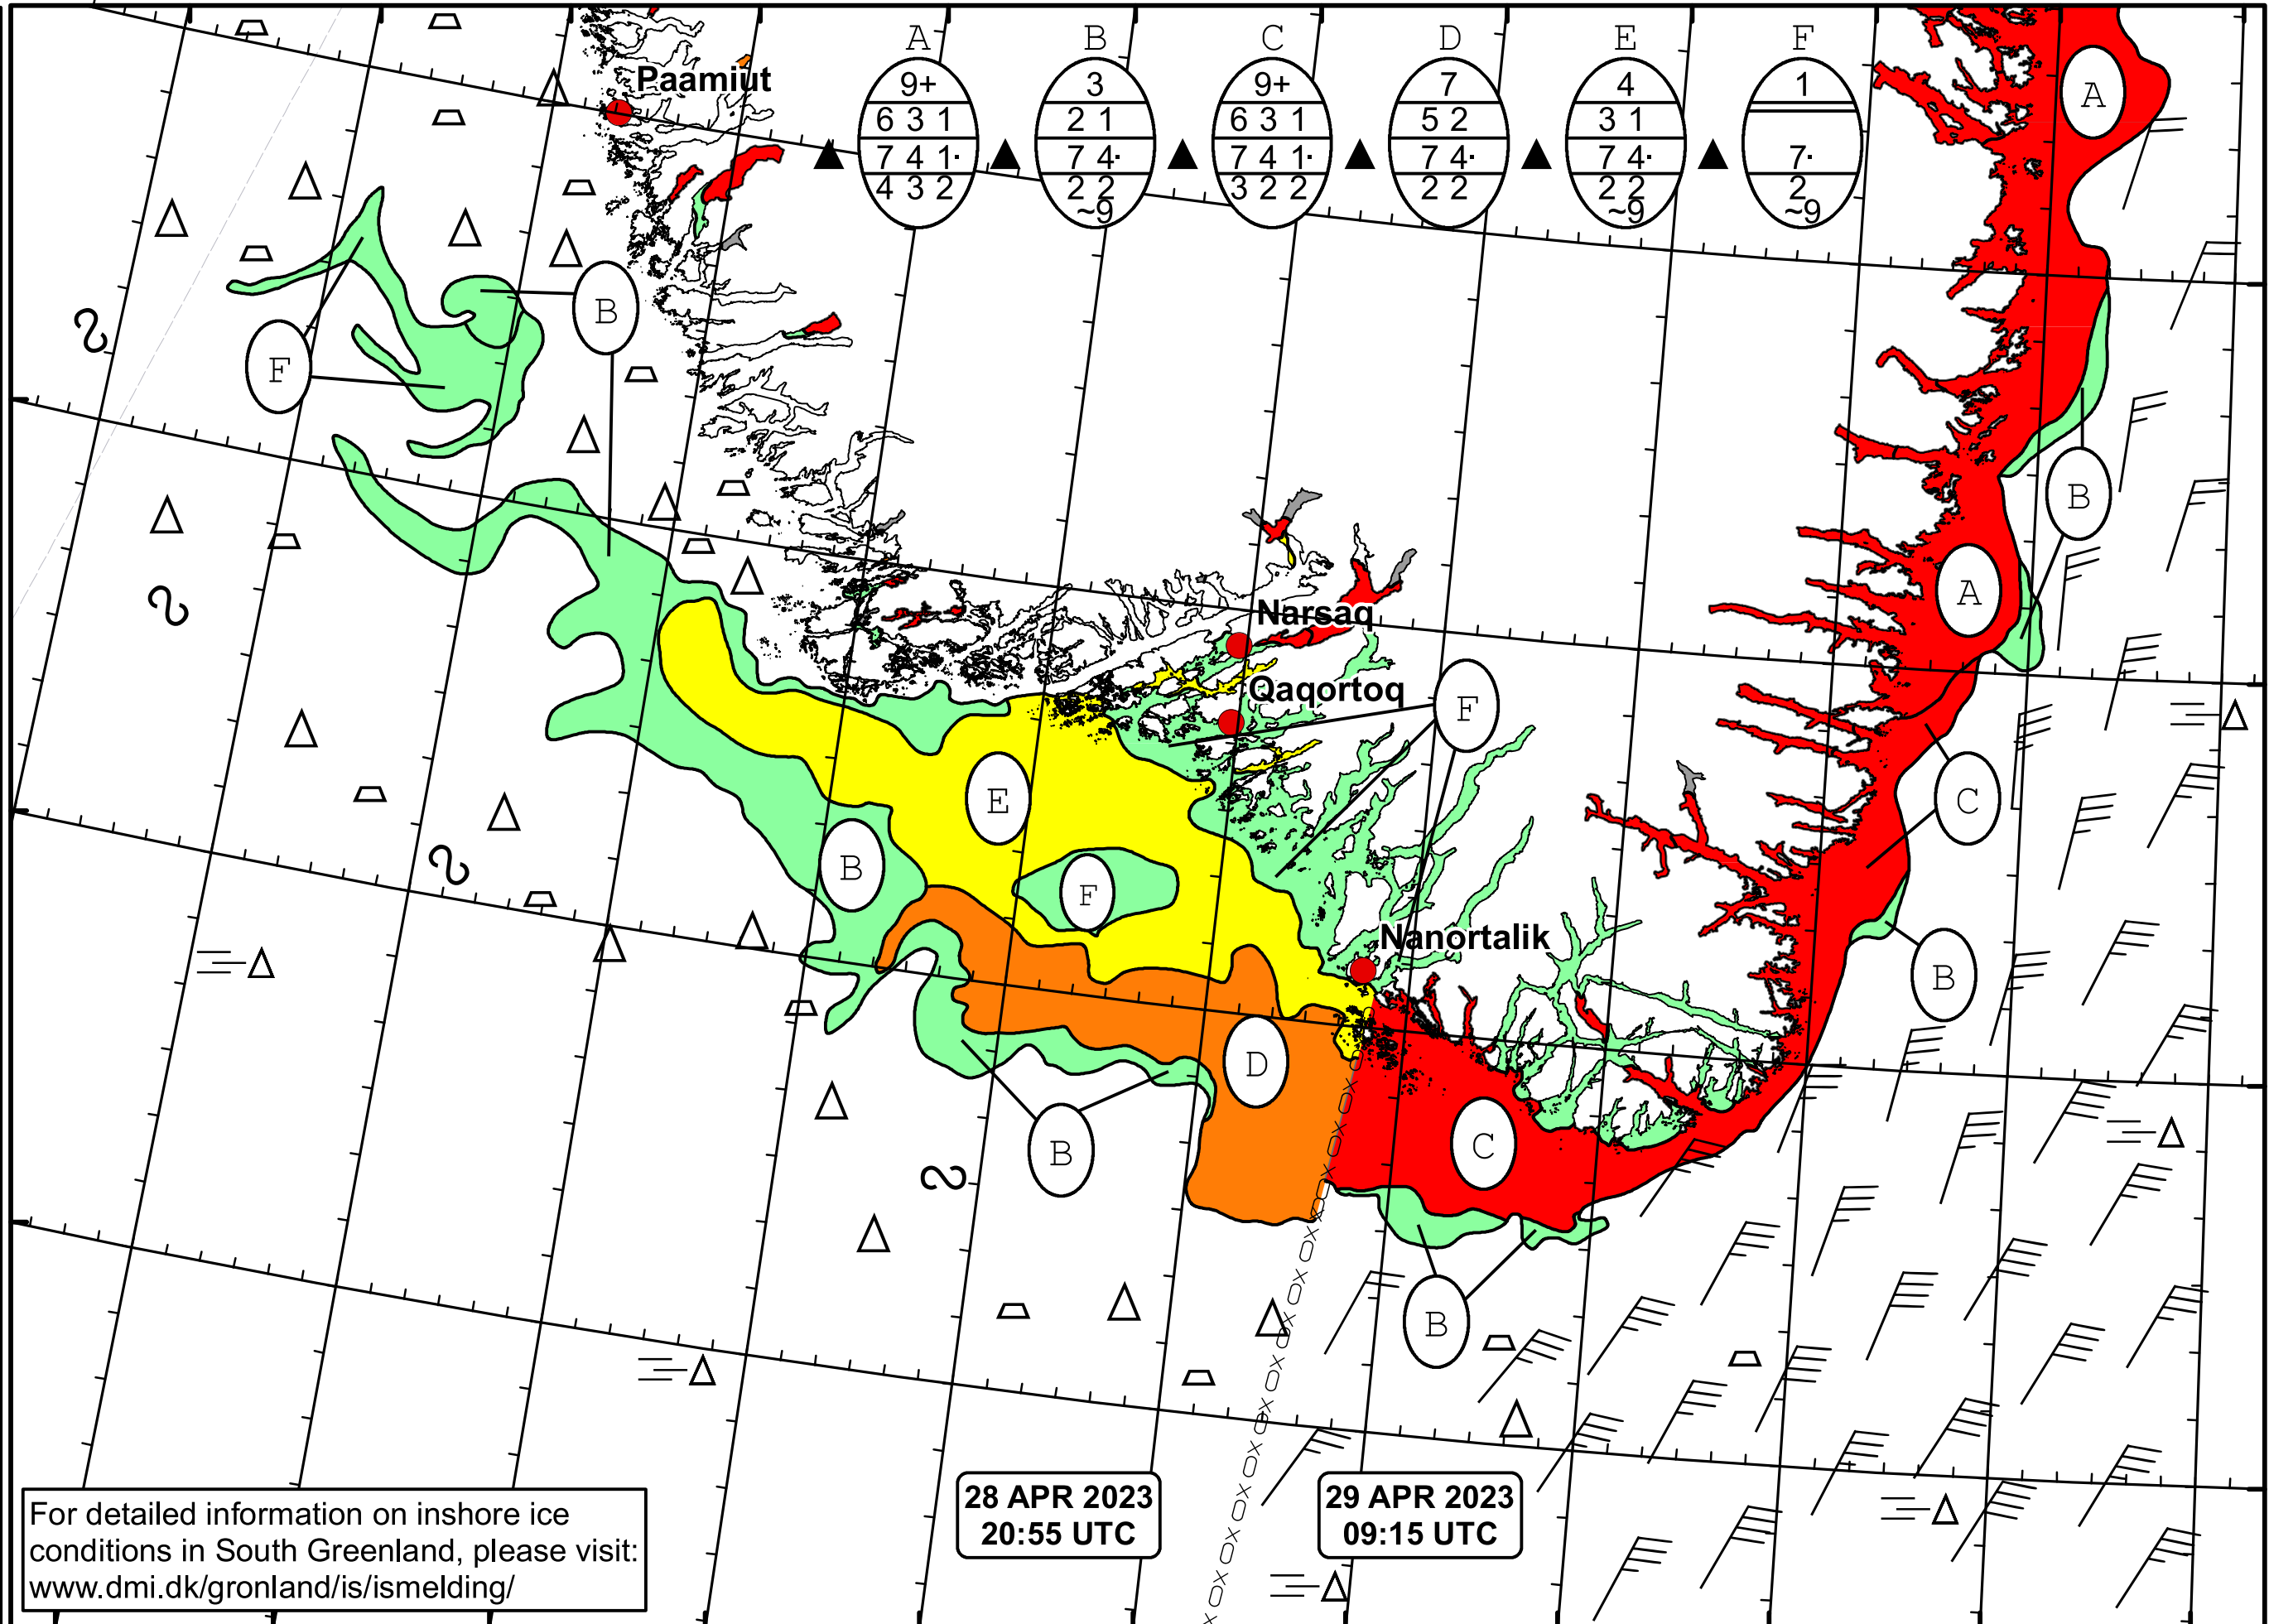 A B C D E F
9+ 3 9+ 7 4 1
6 3 1 2 1 6 3 1 5 2 3 1
7 4 1· 7 4· 7 4 1· 7 4· 7 4· 7·
4 3 2 2 2 3 2 2 2 2 2 2 2
~9 ~9 ~9
Paamiut
A
B
F
B
A
Narsaq
Qaqortoq
F
E
C
B
F
Nanortalik
B
D
C
B
B
28 APR 2023
20:55 UTC
29 APR 2023
09:15 UTC
For detailed information on inshore ice
conditions in South Greenland, please visit:
www.dmi.dk/gronland/is/ismelding/